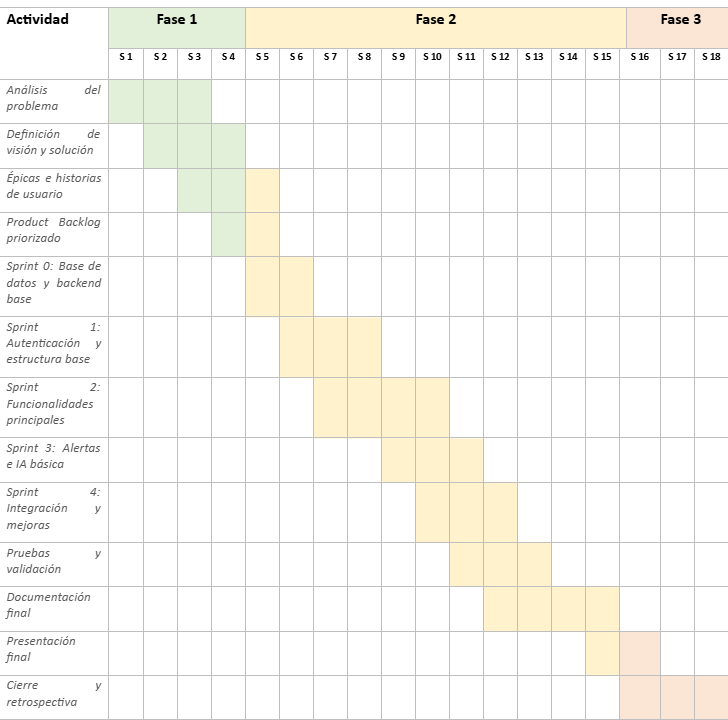 Actividad Fase 1 Fase 2 Fase 3
S 1 S 2 S 3 S 4 S 5 S 6 S 7 S 8 S 9 S 10 S 11 S 12 S 13 S 14 S 15 S 16 S 17 S 18
Análisis del
problema
Definición de
visión y solución
Épicas e historias
de usuario
Product Backlog
priorizado
Sprint 0: Base de
datos y backend
base
Sprint 1:
Autenticación y
estructura base
Sprint 2:
Funcionalidades
principales
Sprint 3: Alertas
e IA básica
Sprint 4:
Integración y
mejoras
Pruebas y
validación
Documentación
final
Presentación
final
Cierre y
retrospectiva